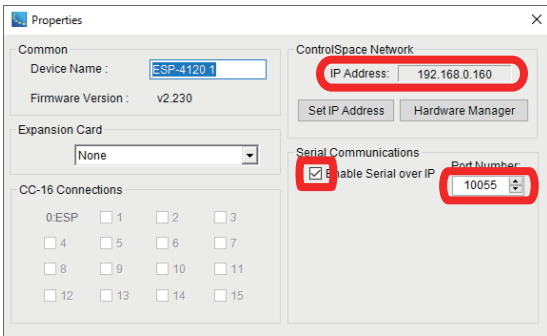 Properties
Common
Device Name : ESP-4120 1
Firmware Version : v2.230
Expansion Card
None
CC-16 Connections
0:ESP 1 2 3
4 5 6 7
8 9 10 11
12 13 14 15
ControlSpace Network
IP Address: 192.168.0.160
Set IP Address Hardware Manager
Serial Communications
Enable Serial over IP
Port Number:
10055